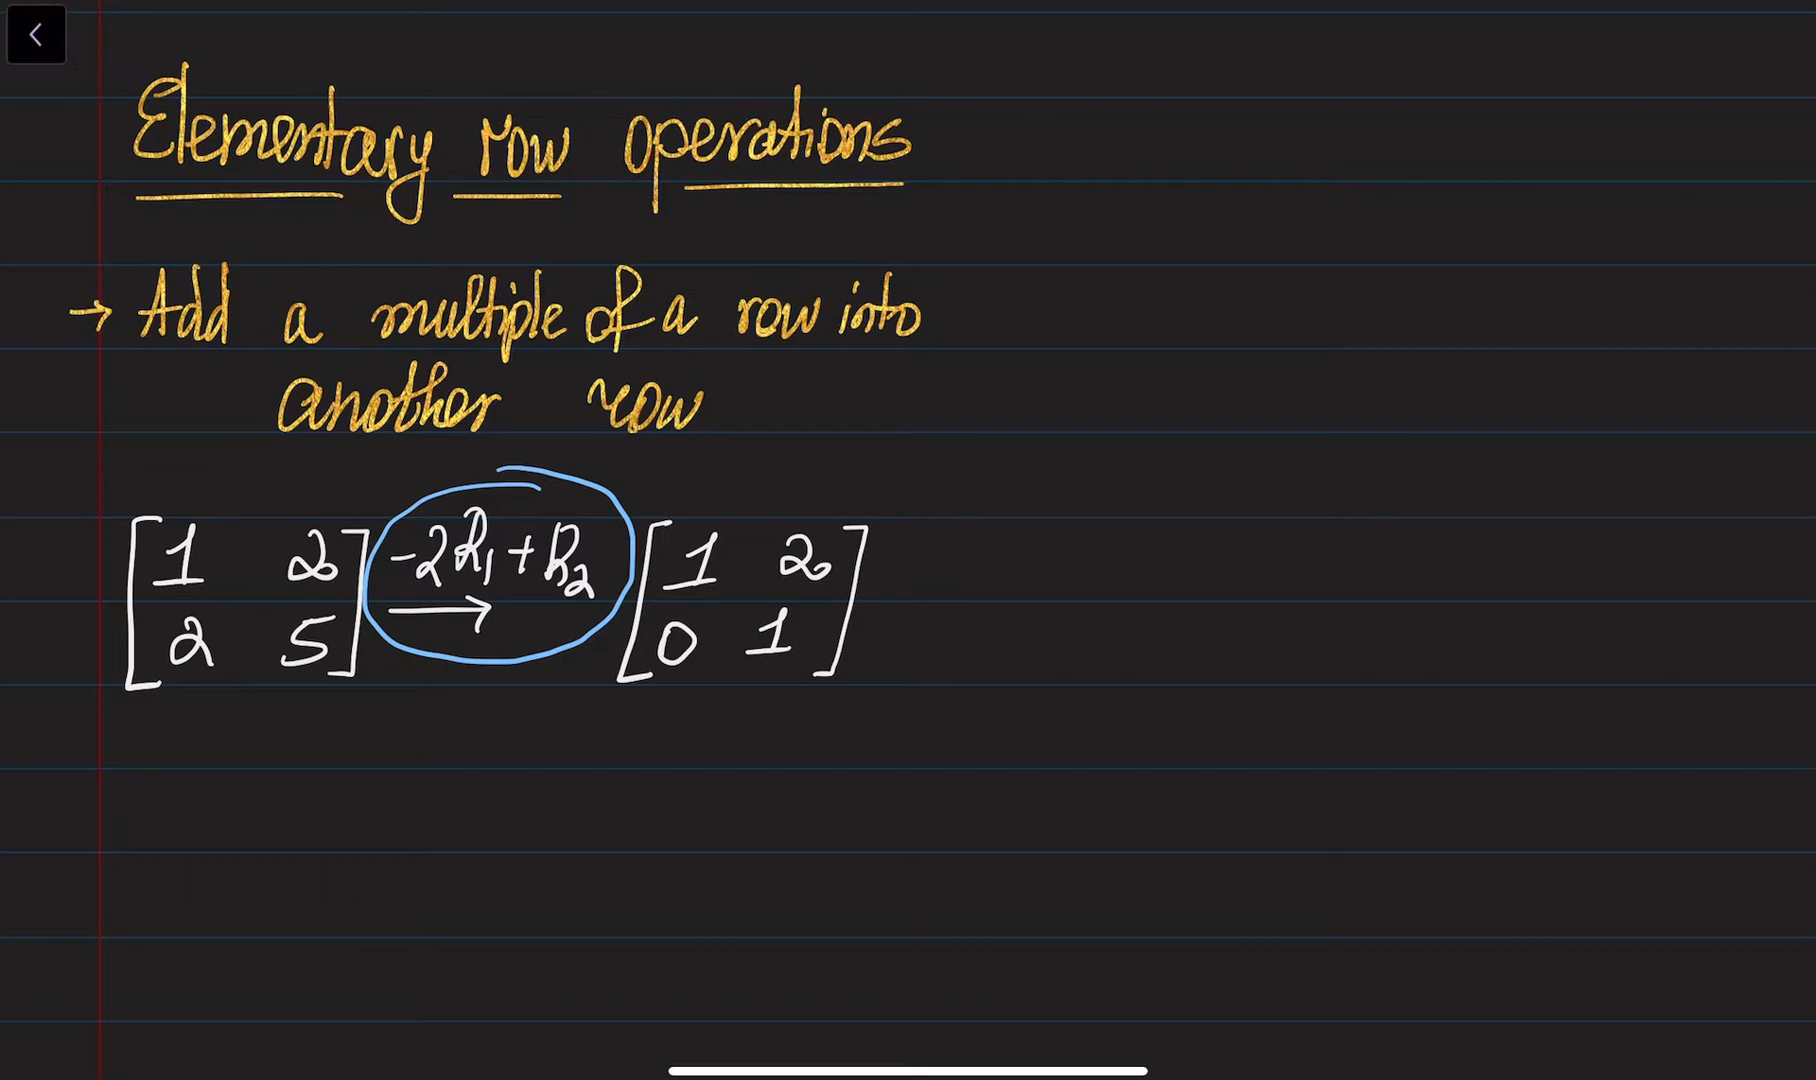 Elementary row operations
→ Add a multiple of a row into
another row
[1 2] -2R₁+R₂ [1 2]
[2 5] → [0 1]